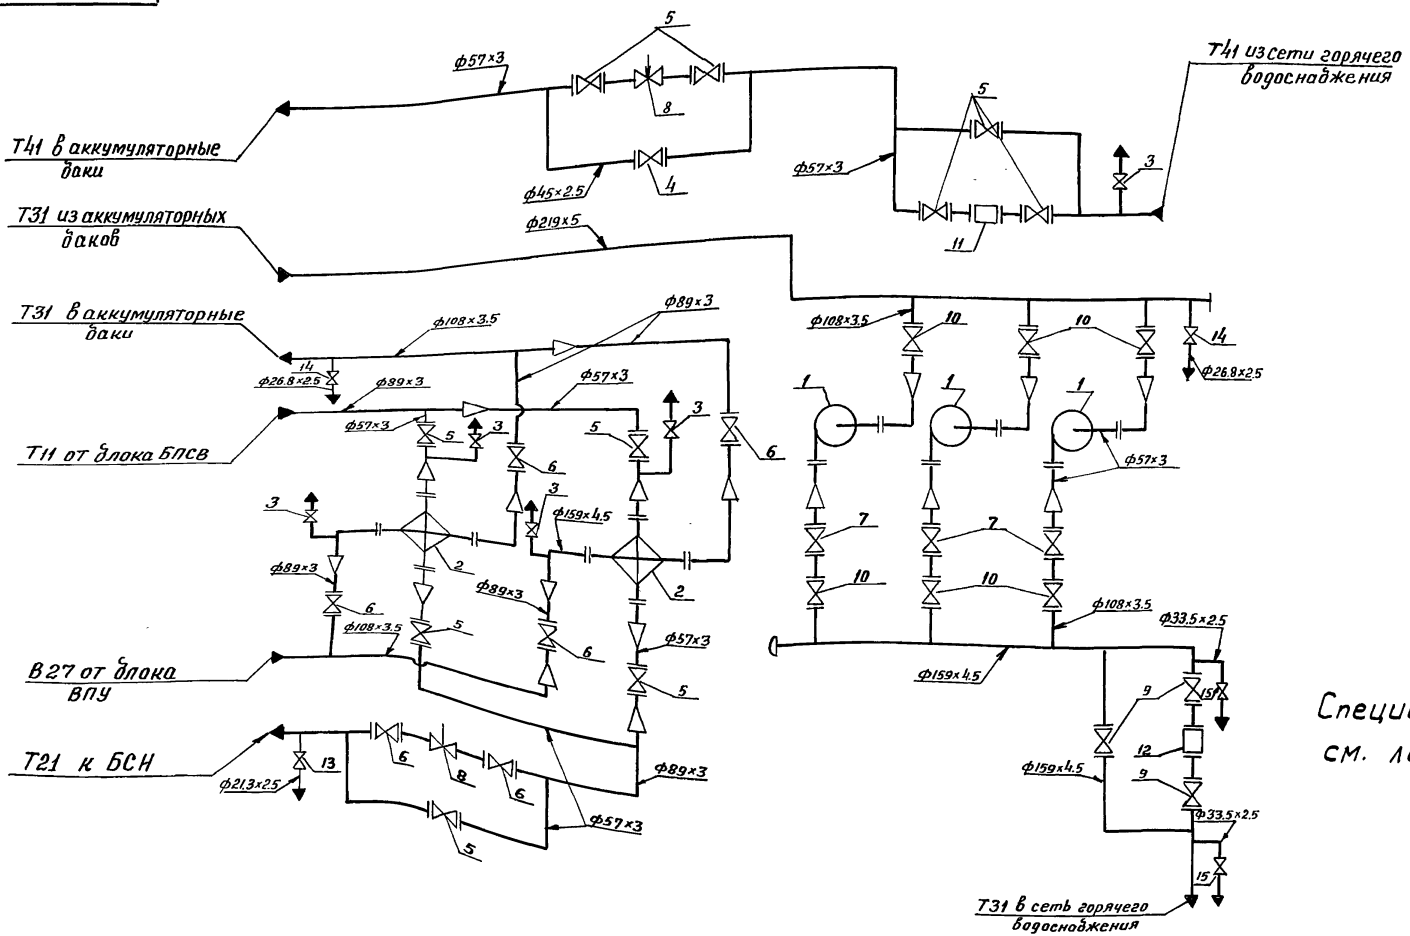 5
ф57×3
Т41 из сети горячего
водоснабжения
8
5
Т41 в аккумуляторные
баки
ф45×2.5
4
ф57×3
3
Т31 из аккумуляторных
баков
ф219×5
11
Т31 в аккумуляторные
баки
ф108×3.5
ф89×3
ф108×3.5
10
10
14
14
ф26.8×2.5
ф89×3
ф57×3
ф26.8×2.5
1
1
1
ф57×3
5
3
5
3
6
Т11 от блока БПСВ
6
ф57×3
3
3
ф159×4.5
7
7
2
2
ф89×3
ф89×3
10
10
6
ф108×3.5
5
6
ф57×3
ф108×3.5
ф33.5×2.5
В27 от блока
ВПУ
5
ф159×4.5
9
15
Специ
см. л
Т21 к БСН
13
6
8
6
ф89×3
12
ф21.3×2.5
ф159×4.5
9
5
ф57×3
ф33.5×2.5
15
Т31 в сеть горячего
водоснабжения